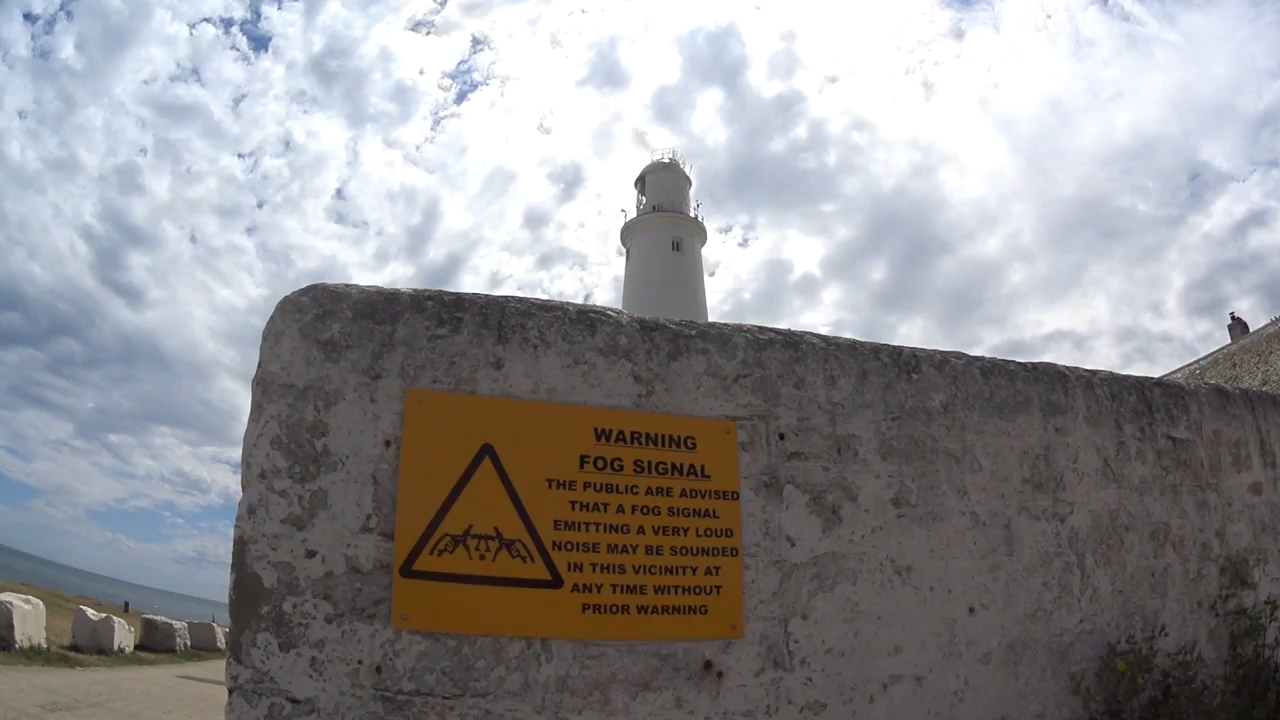 WARNING
FOG SIGNAL
THE PUBLIC ARE ADVISED
THAT A FOG SIGNAL
EMITTING A VERY LOUD
NOISE MAY BE SOUNDED
IN THIS VICINITY AT
ANY TIME WITHOUT
PRIOR WARNING